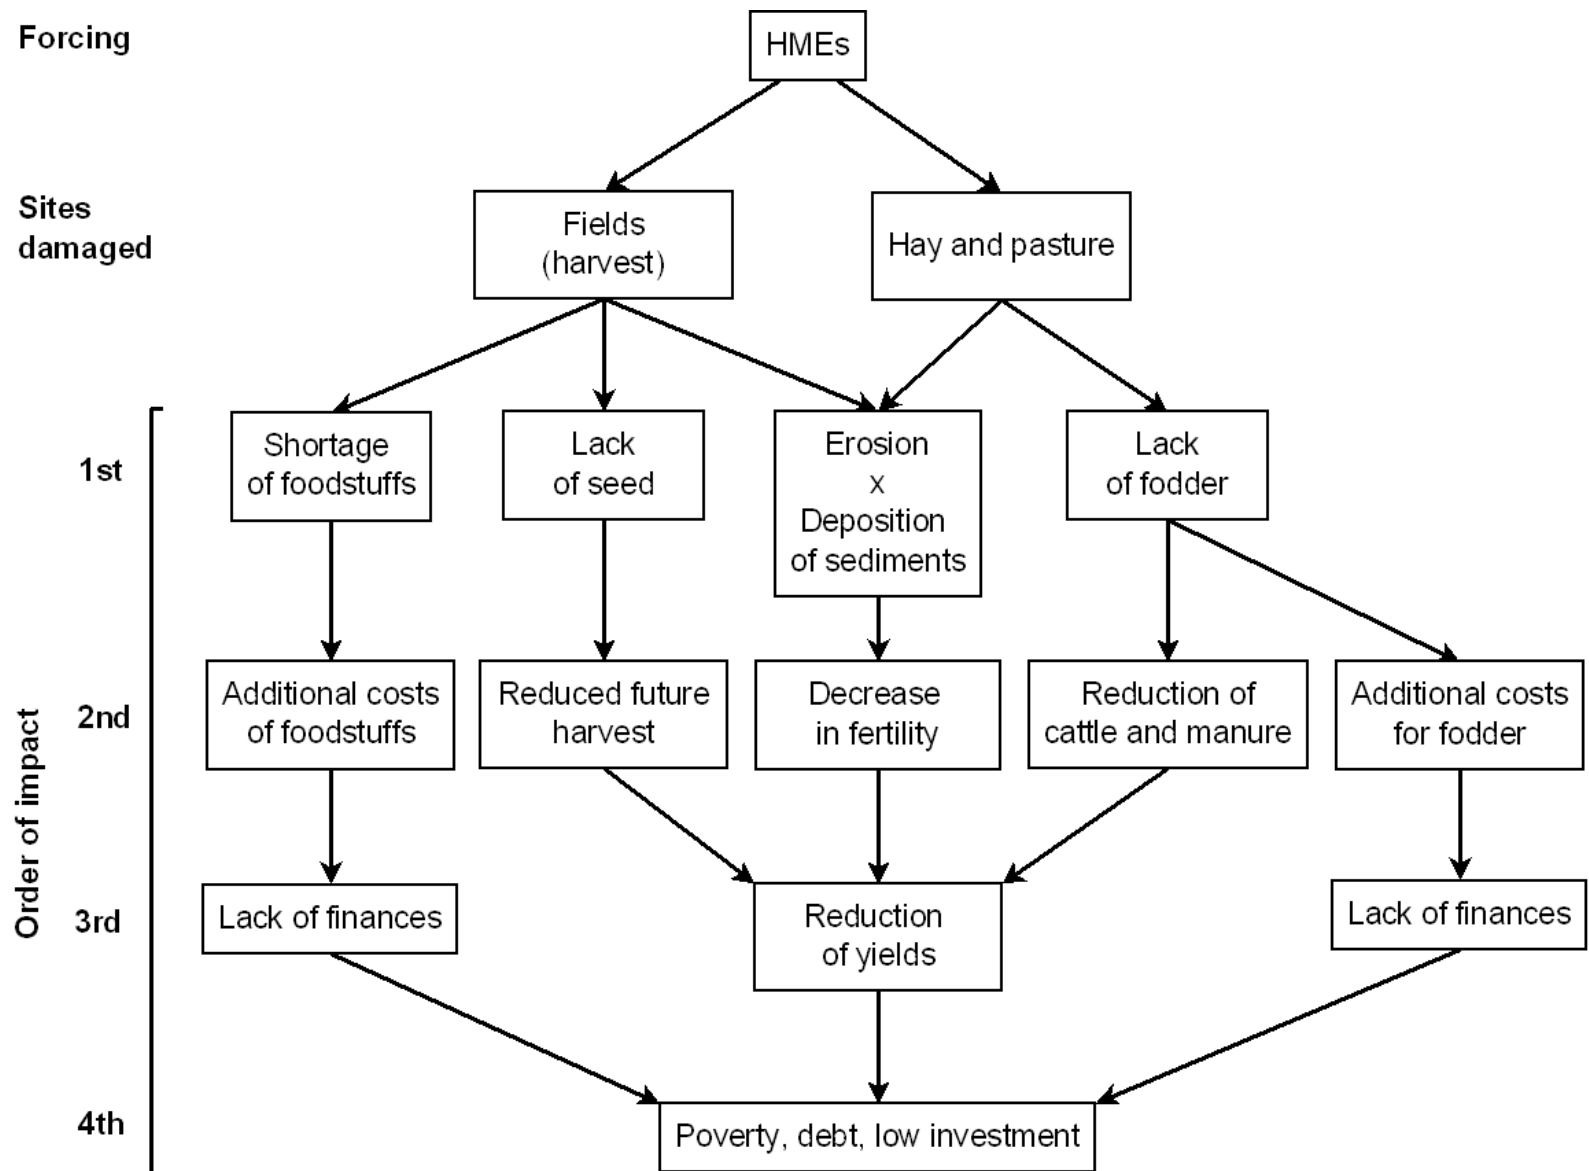 Forcing
HMEs
Sites
damaged
Fields
(harvest)
Hay and pasture
Order of impact
1st
Shortage
of foodstuffs
Lack
of seed
Erosion
x
Deposition
of sediments
Lack
of fodder
2nd
Additional costs
of foodstuffs
Reduced future
harvest
Decrease
in fertility
Reduction of
cattle and manure
Additional costs
for fodder
3rd
Lack of finances
Reduction
of yields
Lack of finances
4th
Poverty, debt, low investment